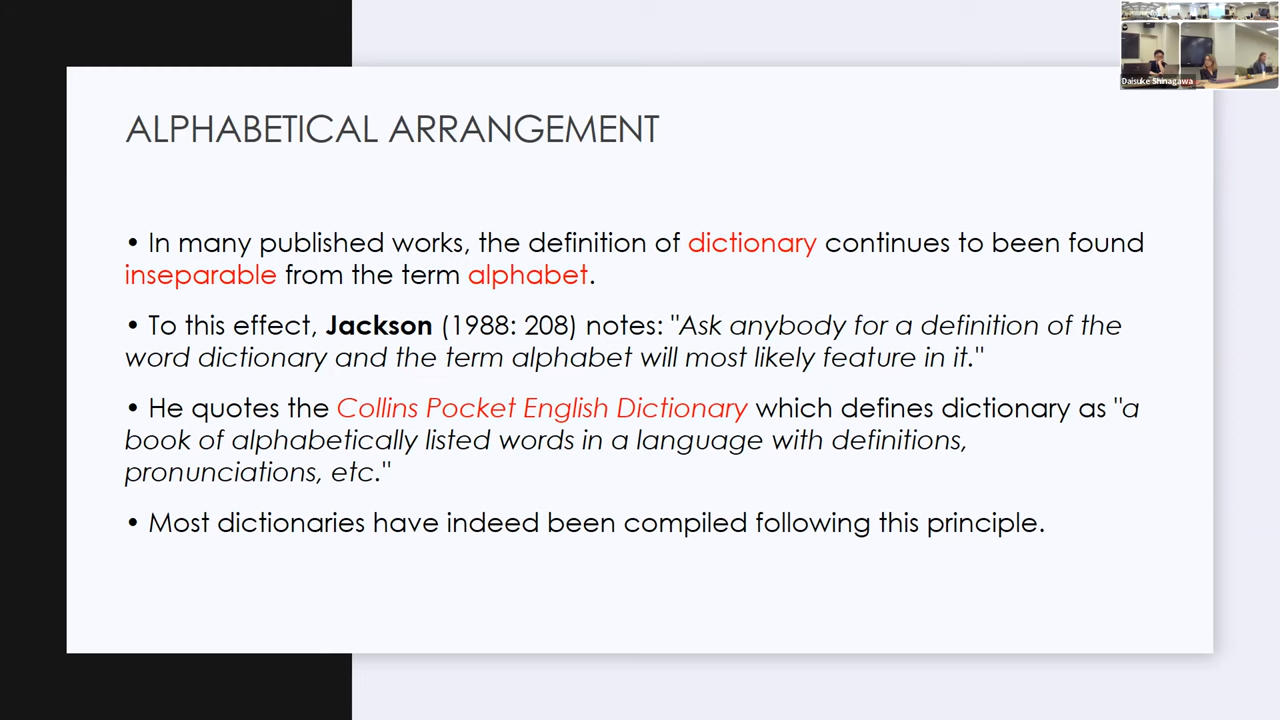 Daisuke Shinagawa
ALPHABETICAL ARRANGEMENT
• In many published works, the definition of dictionary continues to been found
inseparable from the term alphabet.
• To this effect, Jackson (1988: 208) notes: "Ask anybody for a definition of the
word dictionary and the term alphabet will most likely feature in it."
• He quotes the Collins Pocket English Dictionary which defines dictionary as "a
book of alphabetically listed words in a language with definitions,
pronunciations, etc."
• Most dictionaries have indeed been compiled following this principle.